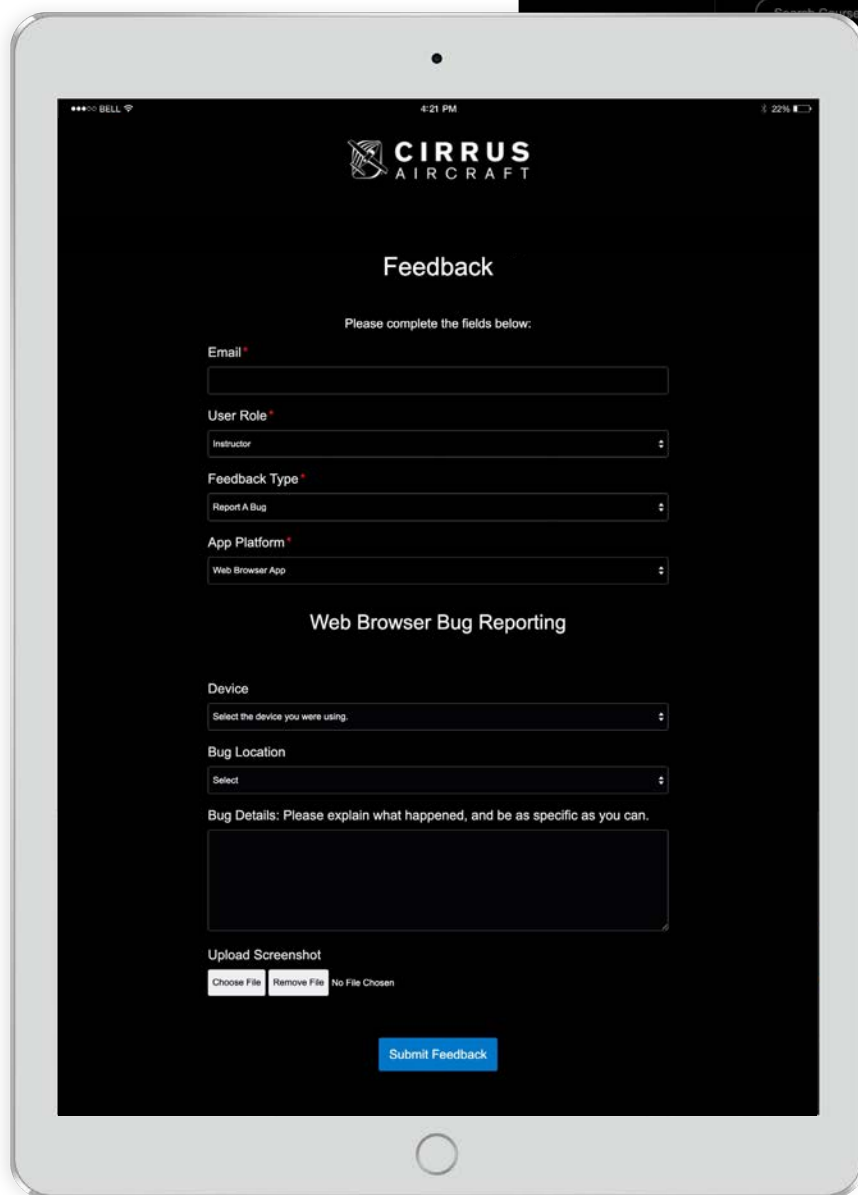 Search Course
BELL 4:21 PM 22%
CIRRUS
AIRCRAFT
Feedback
Please complete the fields below:
Email*
User Role*
Instructor
Feedback Type*
Report A Bug
App Platform*
Web Browser App
Web Browser Bug Reporting
Device
Select the device you were using.
Bug Location
Select
Bug Details: Please explain what happened, and be as specific as you can.
Upload Screenshot
Choose File Remove File No File Chosen
Submit Feedback